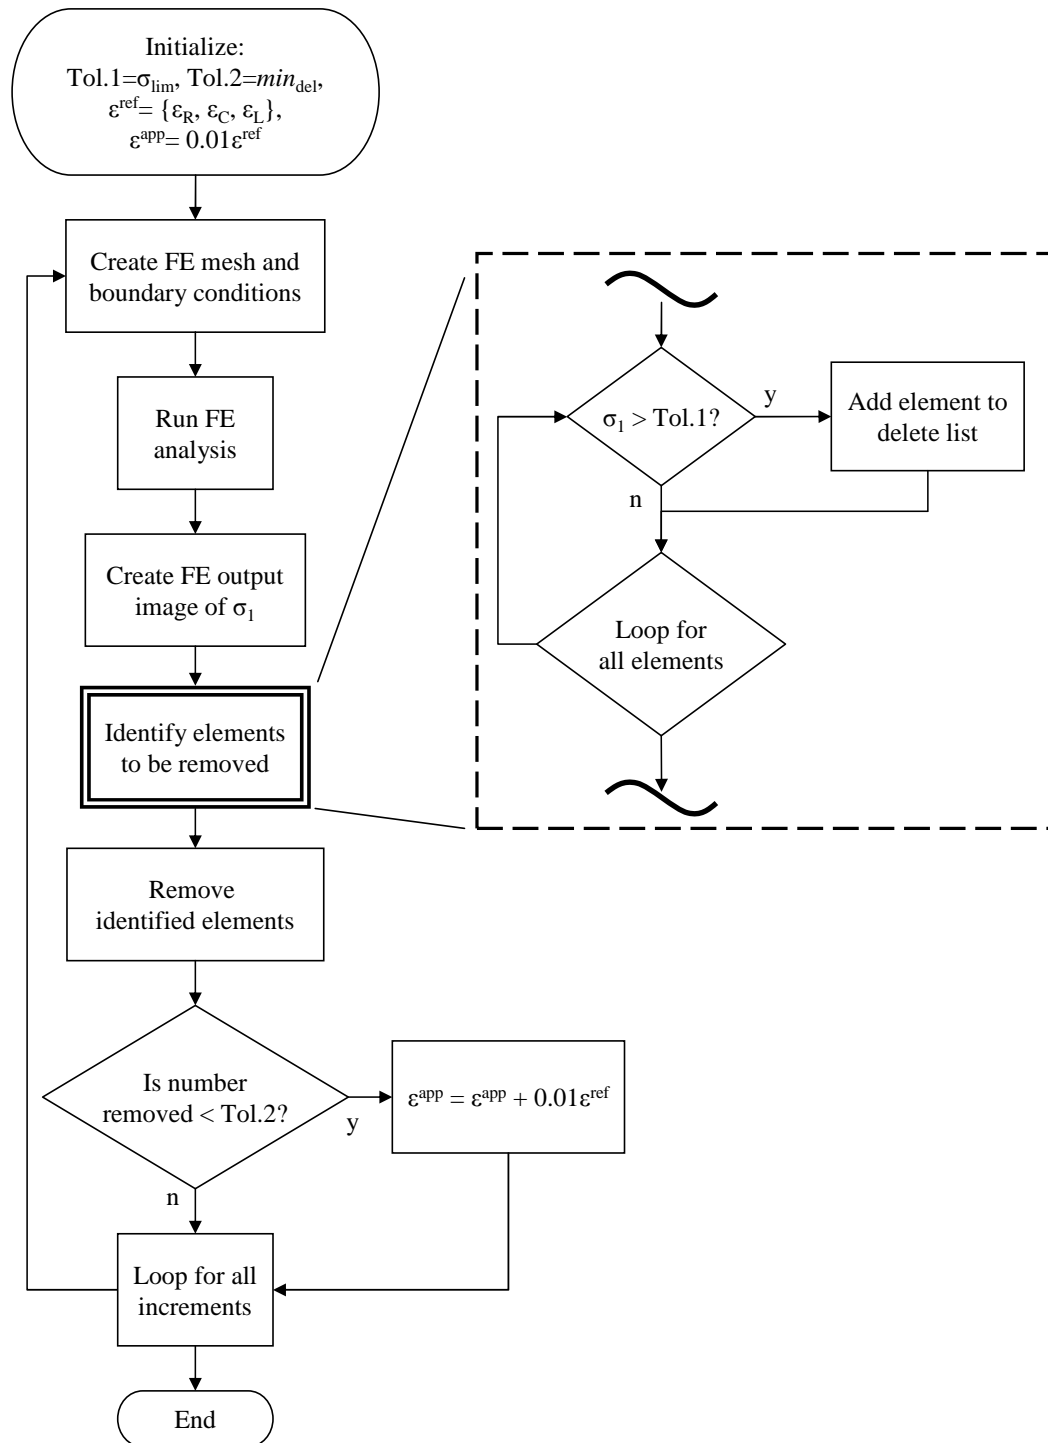 Initialize:
Tol.1=σlim, Tol.2=mindel,
εref= {εR, εC, εL},
εapp= 0.01εref
Create FE mesh and
boundary conditions
Run FE
analysis
Create FE output
image of σ1
Identify elements
to be removed
Remove
identified elements
Is number
removed < Tol.2?
y
εapp = εapp + 0.01εref
n
Loop for all
increments
End
σ1 > Tol.1?
y
Add element to
delete list
n
Loop for
all elements